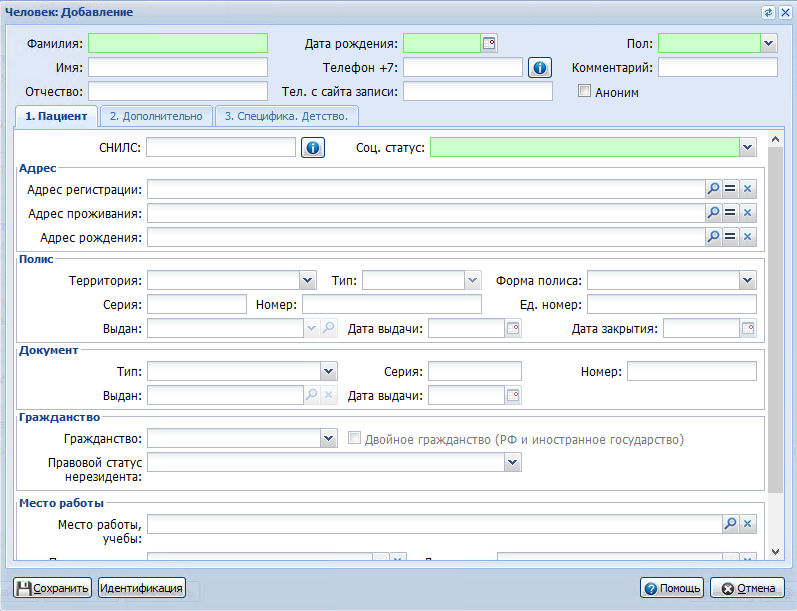 Человек: Добавление
Фамилия: Дата рождения: Пол:
Имя: Телефон +7: Комментарий:
Отчество: Тел. с сайта записи: Аноним
1. Пациент 2. Дополнительно 3. Специфика. Детство.
СНИЛС: Соц. статус:
Адрес
Адрес регистрации:
Адрес проживания:
Адрес рождения:
Полис
Территория: Тип: Форма полиса:
Серия: Номер: Ед. номер:
Выдан: Дата выдачи: Дата закрытия:
Документ
Тип: Серия: Номер:
Выдан: Дата выдачи:
Гражданство
Гражданство: Двойное гражданство (РФ и иностранное государство)
Правовой статус
нерезидента:
Место работы
Место работы,
учебы:
Сохранить Идентификация Помощь Отмена